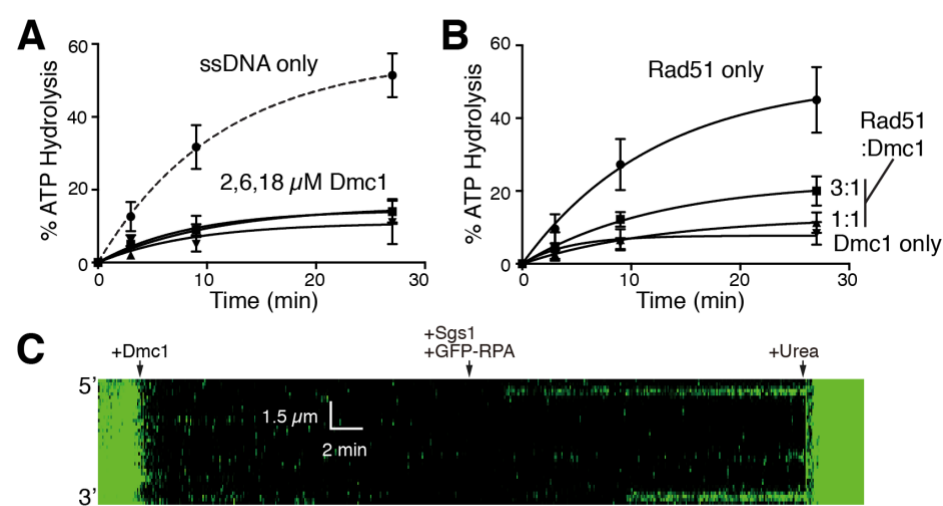 A
60
40
20
0
% ATP Hydrolysis
ssDNA only
2,6,18 µM Dmc1
0
10
20
30
Time (min)
B
60
40
20
0
% ATP Hydrolysis
Rad51 only
Rad51
:Dmc1
3:1
1:1
Dmc1 only
0
10
20
30
Time (min)
C
+Dmc1
+Sgs1
+GFP-RPA
+Urea
5'
1.5 µm
2 min
3'